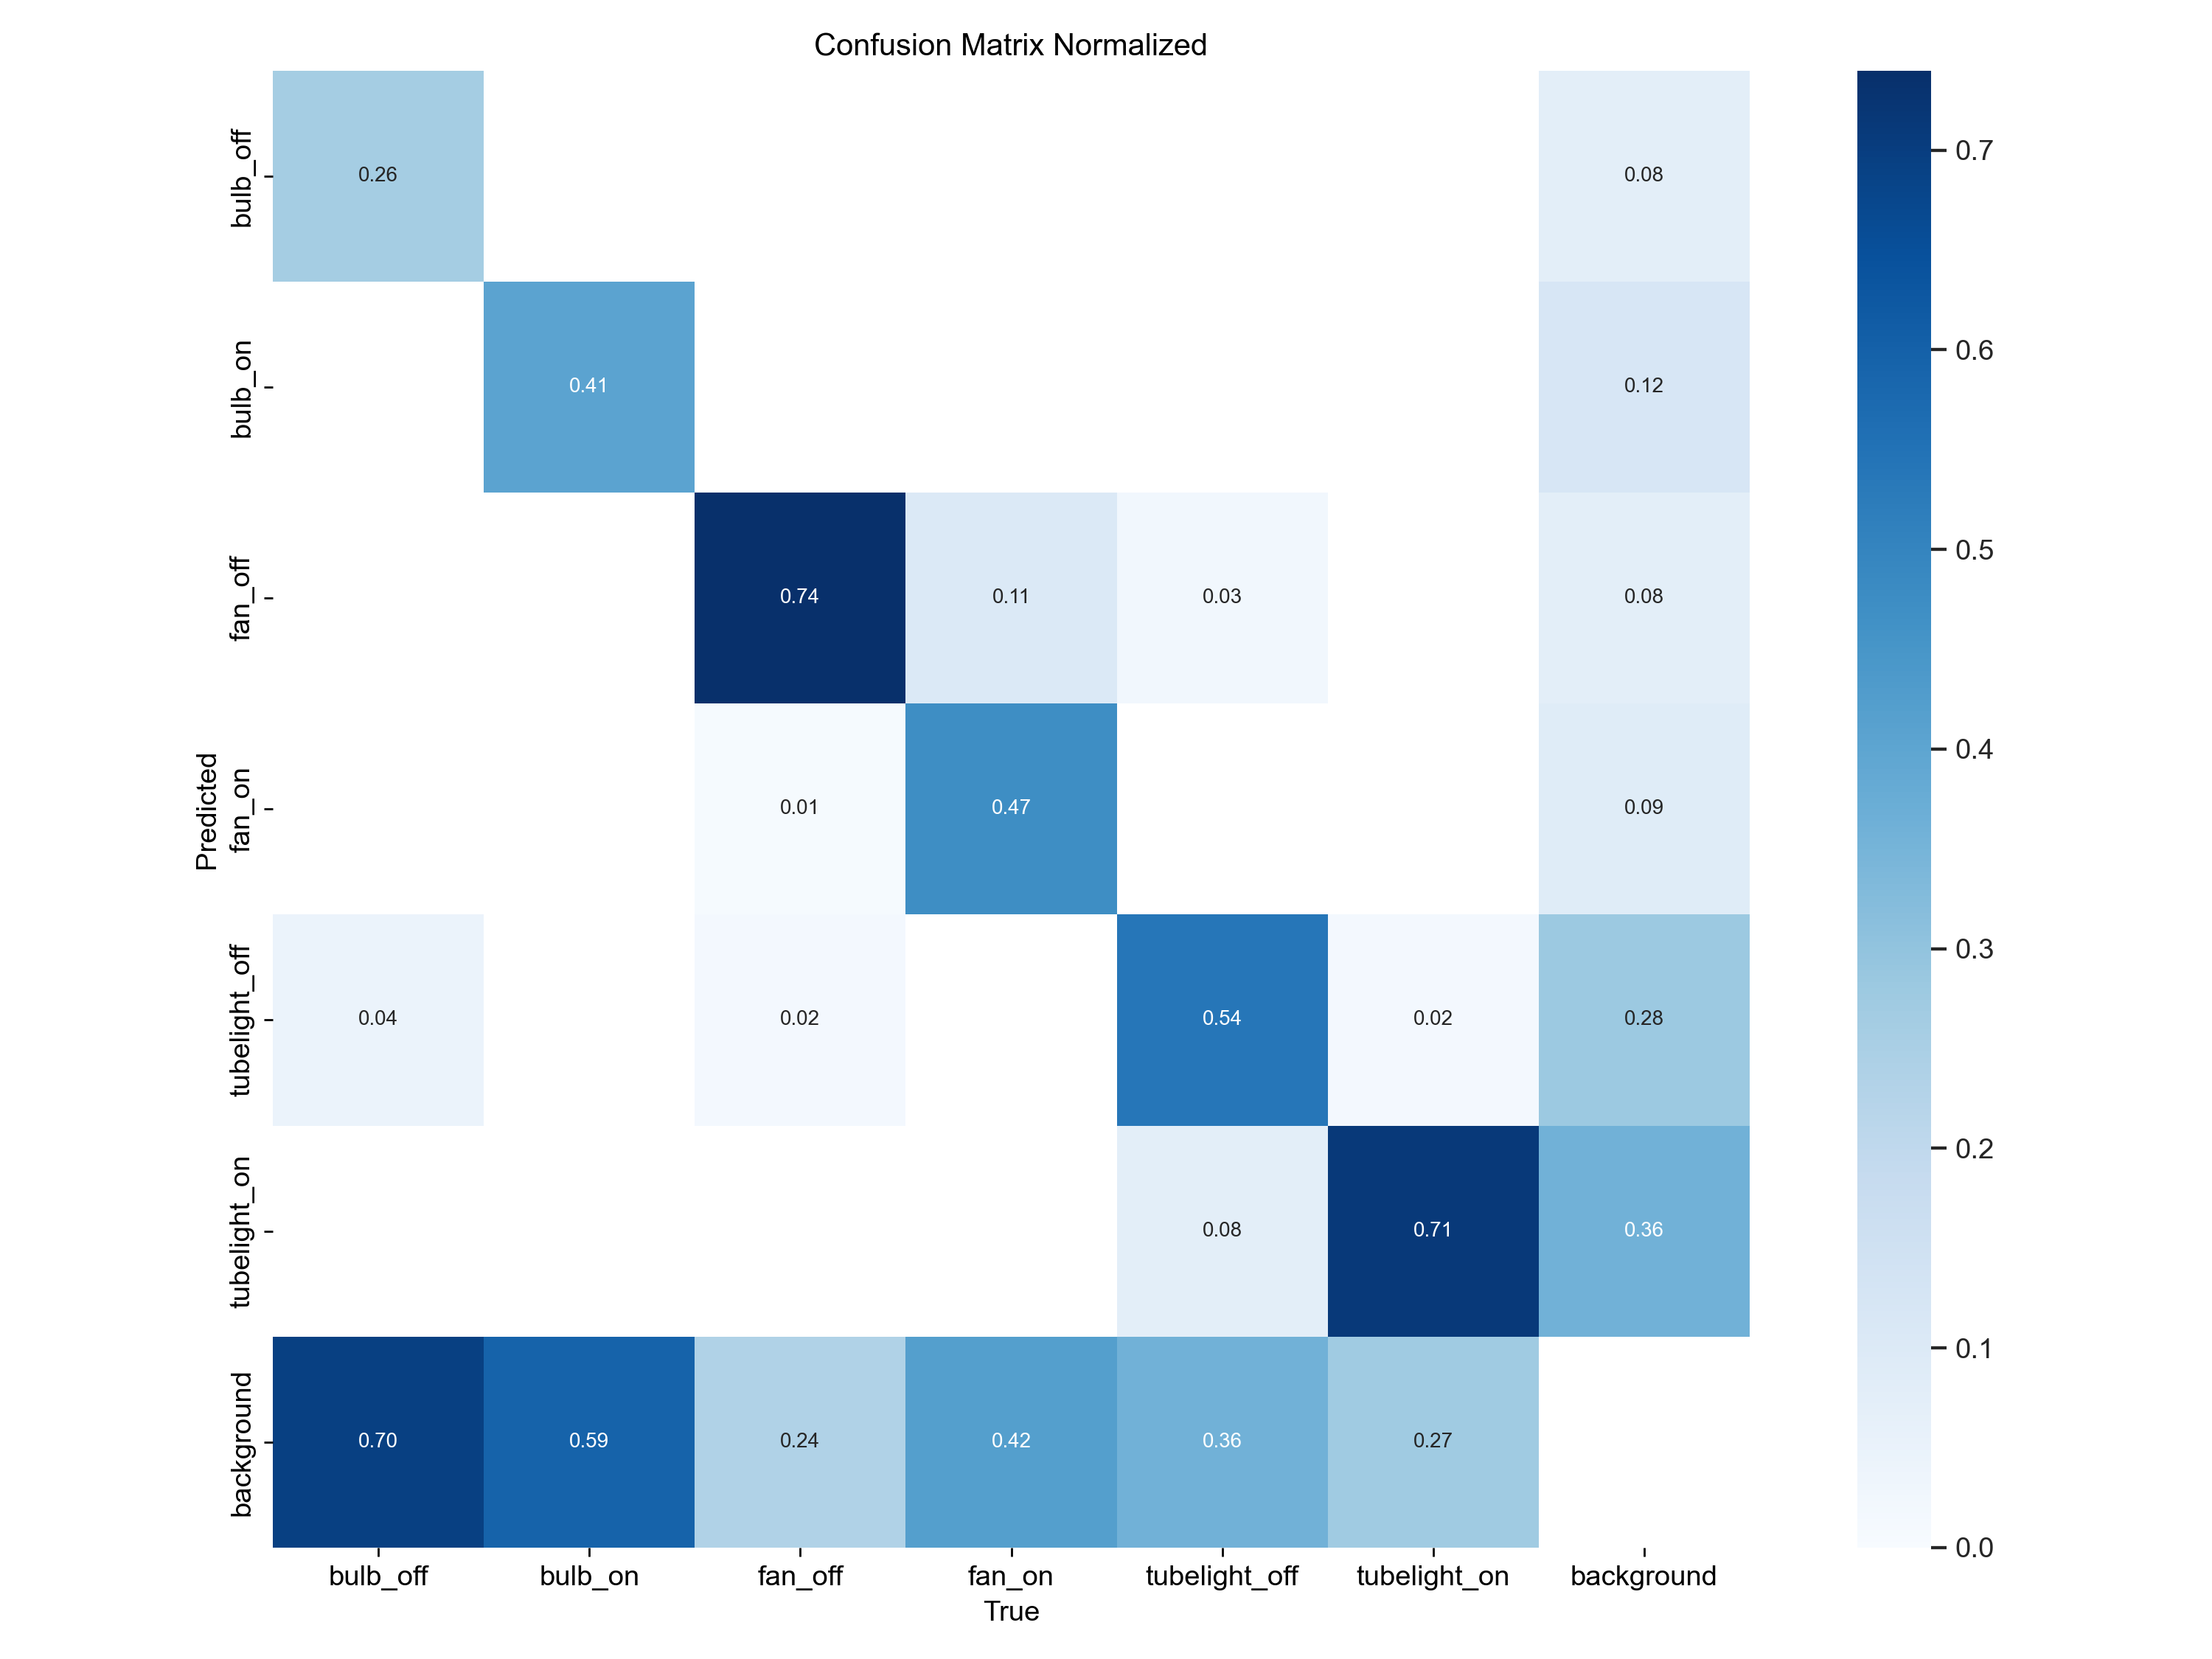 Confusion Matrix Normalized
bulb_off
0.26
0.08
0.7
bulb_on
0.41
0.12
0.6
fan_off
0.74
0.11
0.03
0.08
0.5
Predicted
fan_on
0.01
0.47
0.09
0.4
tubelight_off
0.04
0.02
0.54
0.02
0.28
0.3
tubelight_on
0.08
0.71
0.36
0.2
background
0.70
0.59
0.24
0.42
0.36
0.27
0.1
0.0
bulb_off
bulb_on
fan_off
fan_on
tubelight_off
tubelight_on
background
True